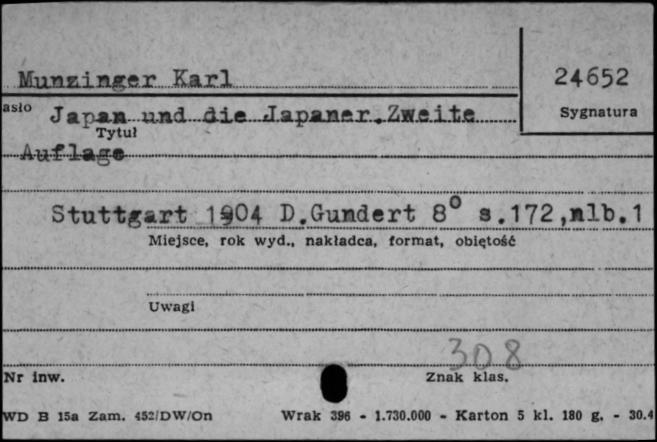 Munzinger Karl
24652
asło
Japan und die Japaner.Zweite
Sygnatura
Tytuł
Auflage
Stuttgart 1904 D.Gundert 8° s.172,nlb.1
Miejsce, rok wyd., nakładca, format, obiętość
Uwagi
308
Nr inw.
Znak klas.
WD B 15a Zam. 452/DW/On
Wrak 396 - 1.730.000 - Karton 5 kl. 180 g. - 30.4